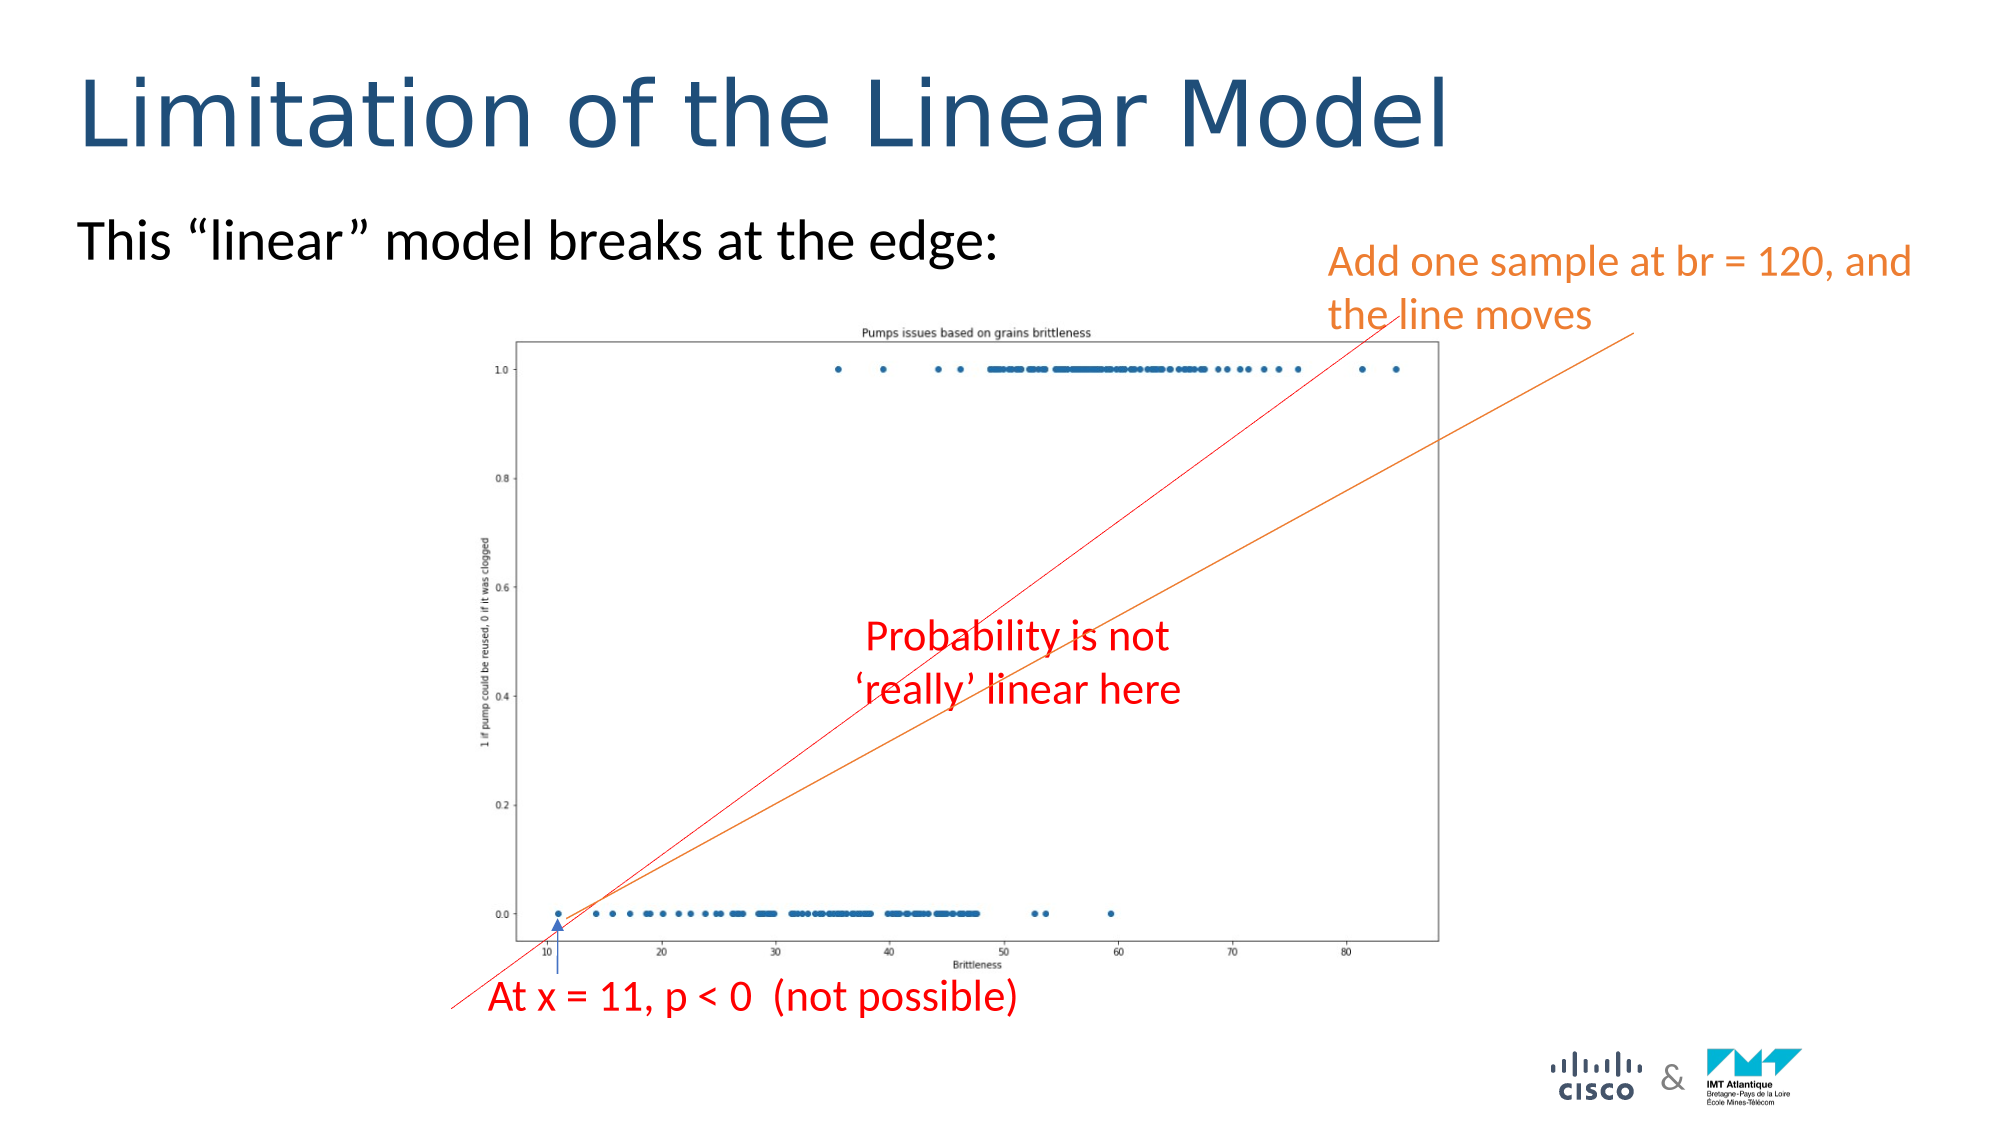 Limitation of the Linear Model
This “linear” model breaks at the edge:
Add one sample at br = 120, and
the line moves
Pumps issues based on grains brittleness
1.0
0.8
0.6
0.4
0.2
0.0
1 if pump could be reused, 0 if it was clogged
Probability is not
‘really’ linear here
10 20 30 40 50 60 70 80
Brittleness
At x = 11, p < 0 (not possible)
CISCO
&
IMT Atlantique
Bretagne-Pays de la Loire
École Mines-Télécom